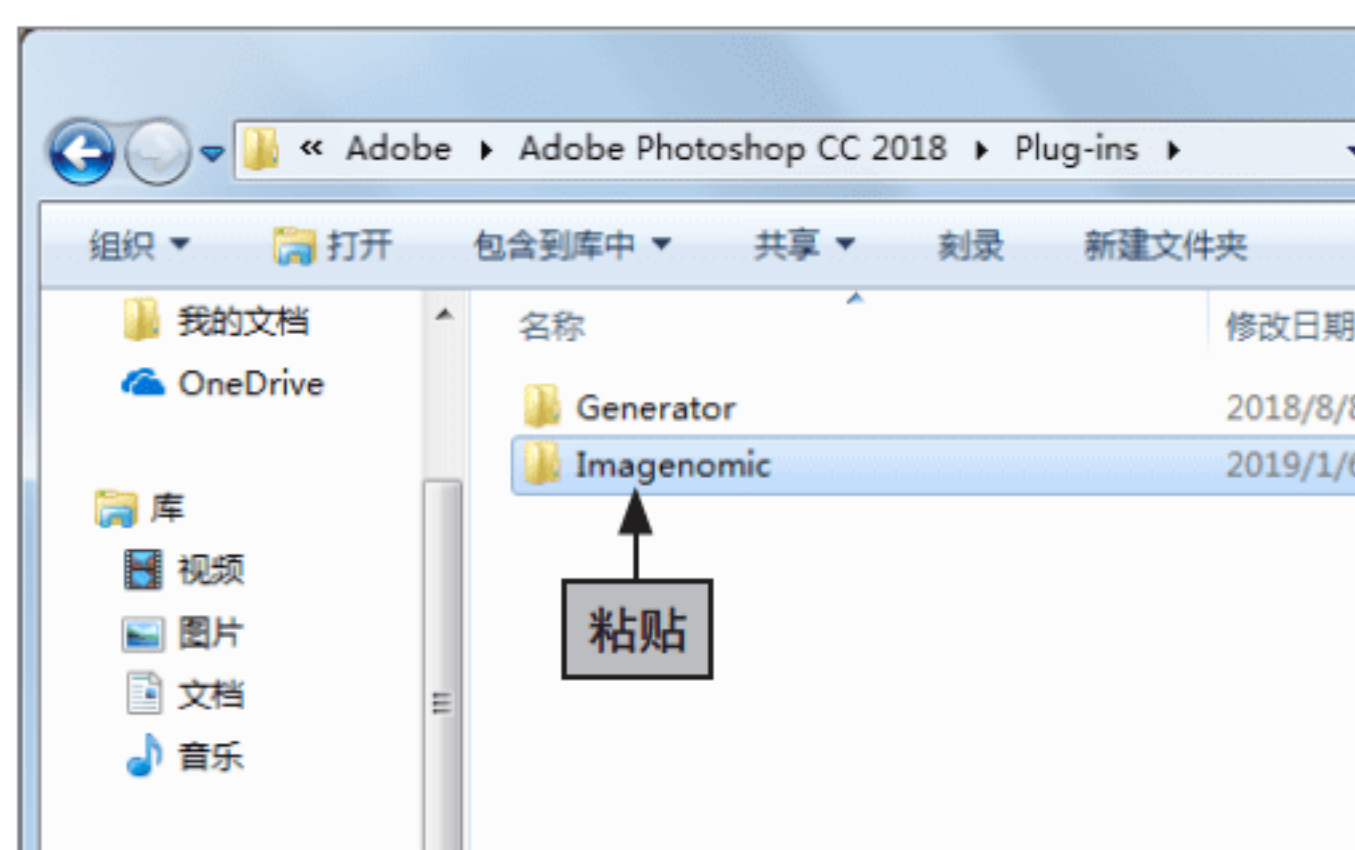 « Adobe ▸ Adobe Photoshop CC 2018 ▸ Plug-ins ▸
组织 打开 包含到库中 共享 刻录 新建文件夹
我的文档
名称 修改日期
OneDrive
Generator 2018/8/8
Imagenomic 2019/1/6
库
视频
粘贴
图片
文档
音乐